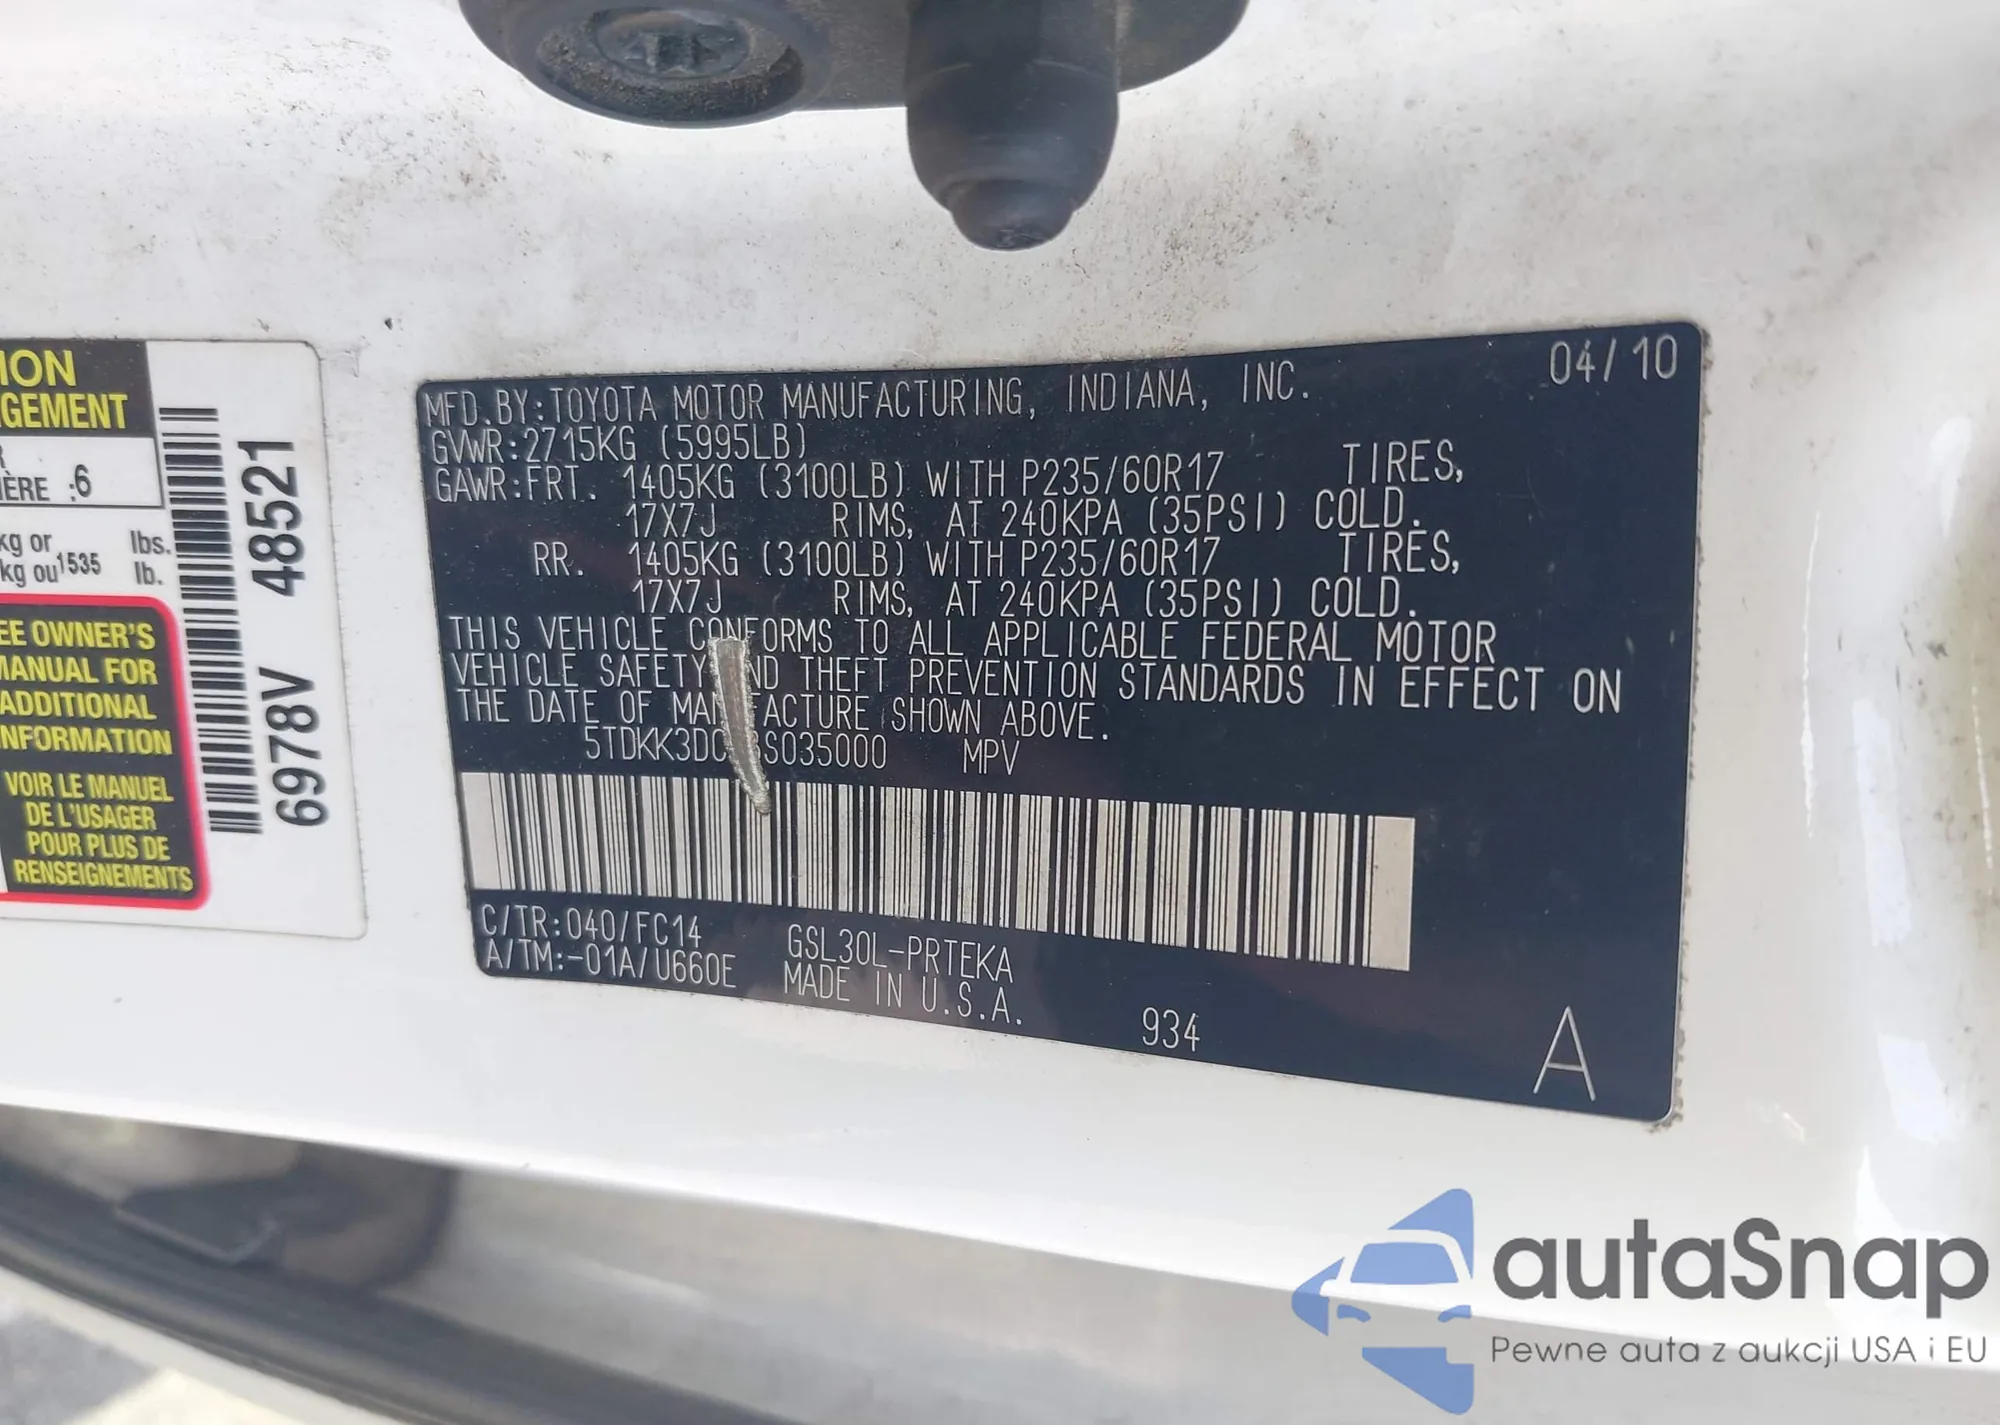 ION
GEMENT
R
IÈRE :6
kg or 1535 lbs.
kg ou lb.
EE OWNER'S
MANUAL FOR
ADDITIONAL
INFORMATION
VOIR LE MANUEL
DE L'USAGER
POUR PLUS DE
RENSEIGNEMENTS
6978V 48521
04/10
MFD. BY: TOYOTA MOTOR MANUFACTURING, INDIANA, INC.
GVWR: 2715KG (5995LB)
GAWR: FRT. 1405KG (3100LB) WITH P235/60R17 TIRES,
17X7J RIMS, AT 240KPA (35PSI) COLD.
RR. 1405KG (3100LB) WITH P235/60R17 TIRES,
17X7J RIMS, AT 240KPA (35PSI) COLD.
THIS VEHICLE CONFORMS TO ALL APPLICABLE FEDERAL MOTOR
VEHICLE SAFETY AND THEFT PREVENTION STANDARDS IN EFFECT ON
THE DATE OF MANUFACTURE SHOWN ABOVE.
MPV
C/TR: 040/FC14 GSL30L-PRTEKA
A/TM: -01A/U660E MADE IN U.S.A.
934
A
autaSnap
Pewne auta z aukcji USA i EU